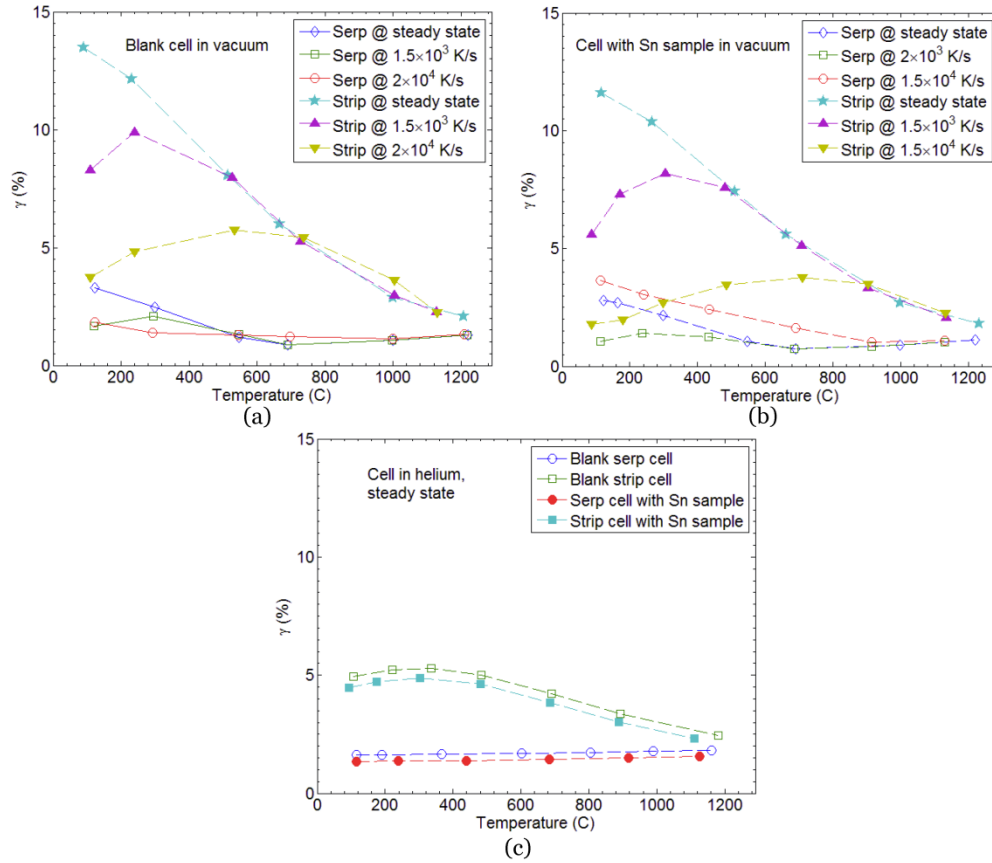 Blank cell in vacuum
Serp @ steady state
Serp @ 1.5×10³ K/s
Serp @ 2×10⁴ K/s
Strip @ steady state
Strip @ 1.5×10³ K/s
Strip @ 2×10⁴ K/s
15
10
5
0
γ (%)
0 200 400 600 800 1000 1200
Temperature (C)
(a)
Cell with Sn sample in vacuum
Serp @ steady state
Serp @ 2×10³ K/s
Serp @ 1.5×10⁴ K/s
Strip @ steady state
Strip @ 1.5×10³ K/s
Strip @ 1.5×10⁴ K/s
15
10
5
0
γ (%)
0 200 400 600 800 1000 1200
Temperature (C)
(b)
Cell in helium,
steady state
Blank serp cell
Blank strip cell
Serp cell with Sn sample
Strip cell with Sn sample
15
10
5
0
γ (%)
0 200 400 600 800 1000 1200
Temperature (C)
(c)